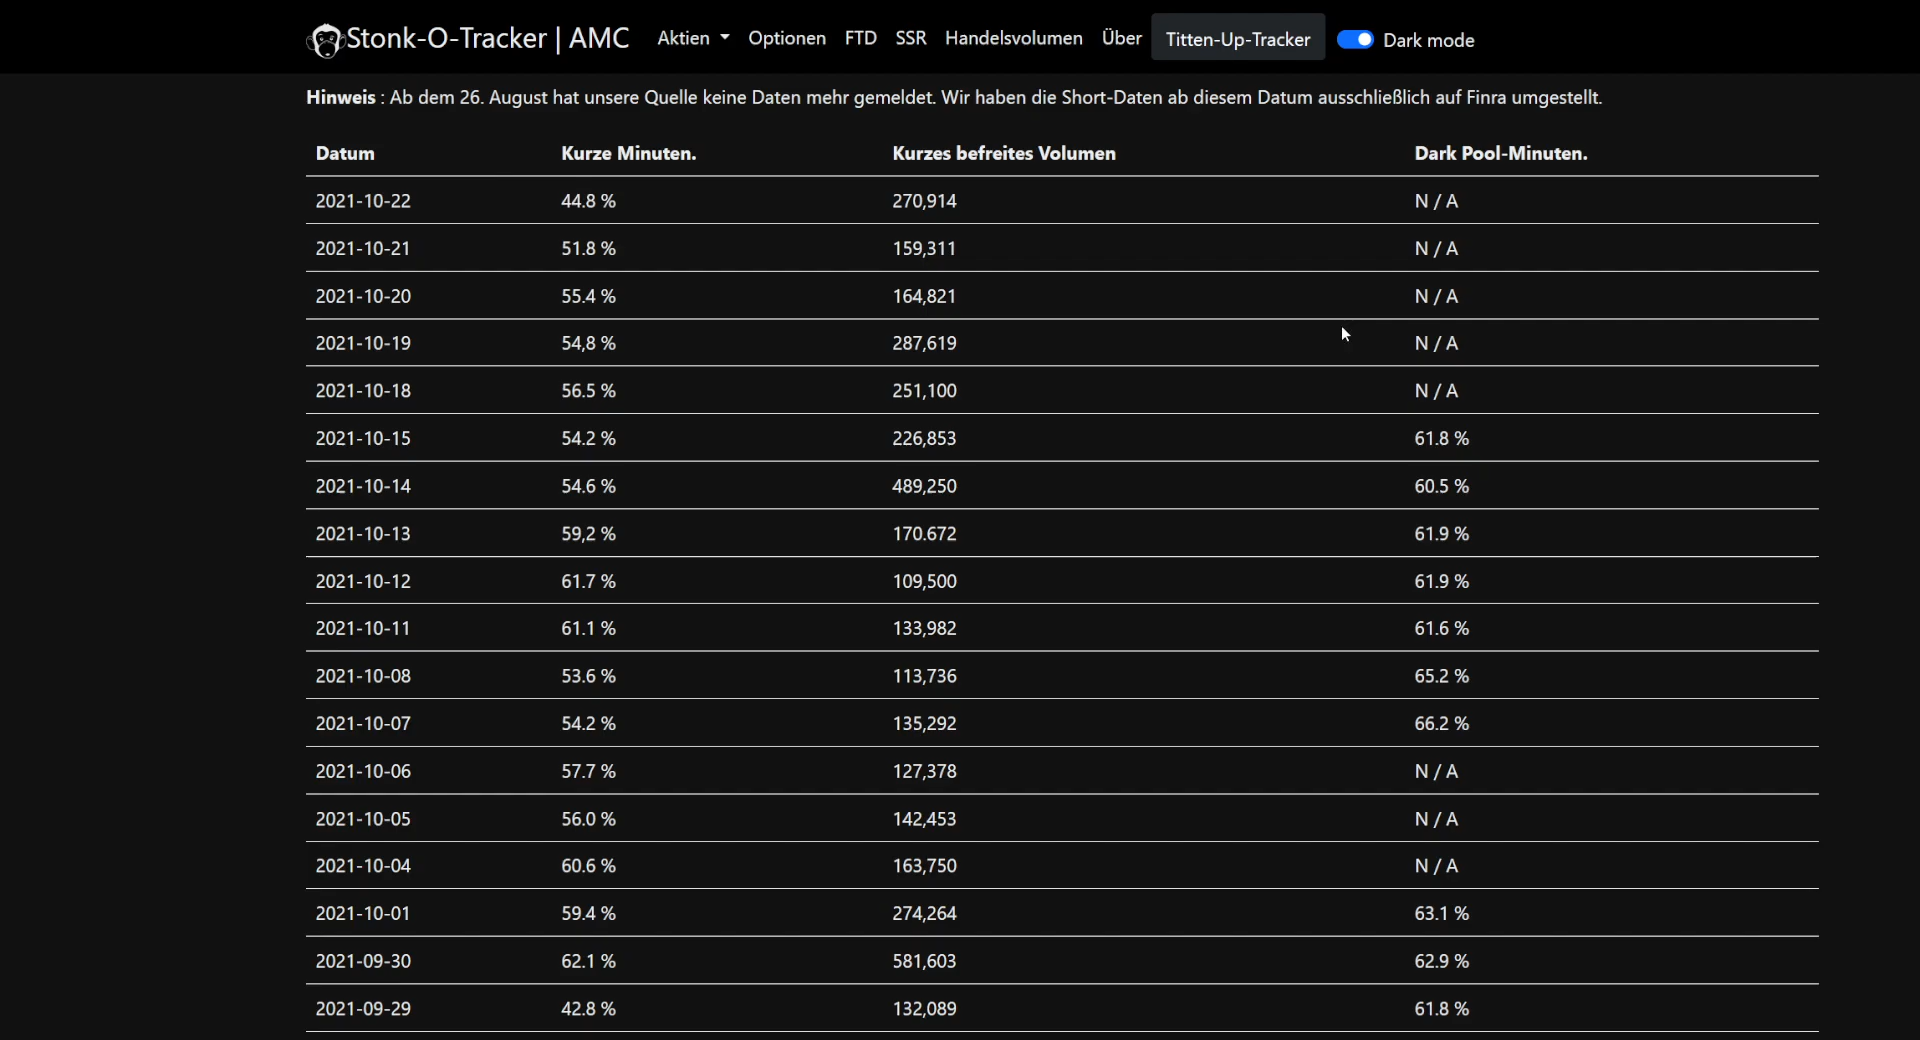 Stonk-O-Tracker | AMC Aktien Optionen FTD SSR Handelsvolumen Über Titten-Up-Tracker Dark mode
Hinweis : Ab dem 26. August hat unsere Quelle keine Daten mehr gemeldet. Wir haben die Short-Daten ab diesem Datum ausschließlich auf Finra umgestellt.
Datum Kurze Minuten. Kurzes befreites Volumen Dark Pool-Minuten.
2021-10-22 44.8 % 270,914 N / A
2021-10-21 51.8 % 159,311 N / A
2021-10-20 55.4 % 164,821 N / A
2021-10-19 54,8 % 287,619 N / A
2021-10-18 56.5 % 251,100 N / A
2021-10-15 54.2 % 226,853 61.8 %
2021-10-14 54.6 % 489,250 60.5 %
2021-10-13 59,2 % 170.672 61.9 %
2021-10-12 61.7 % 109,500 61.9 %
2021-10-11 61.1 % 133,982 61.6 %
2021-10-08 53.6 % 113,736 65.2 %
2021-10-07 54.2 % 135,292 66.2 %
2021-10-06 57.7 % 127,378 N / A
2021-10-05 56.0 % 142,453 N / A
2021-10-04 60.6 % 163,750 N / A
2021-10-01 59.4 % 274,264 63.1 %
2021-09-30 62.1 % 581,603 62.9 %
2021-09-29 42.8 % 132,089 61.8 %